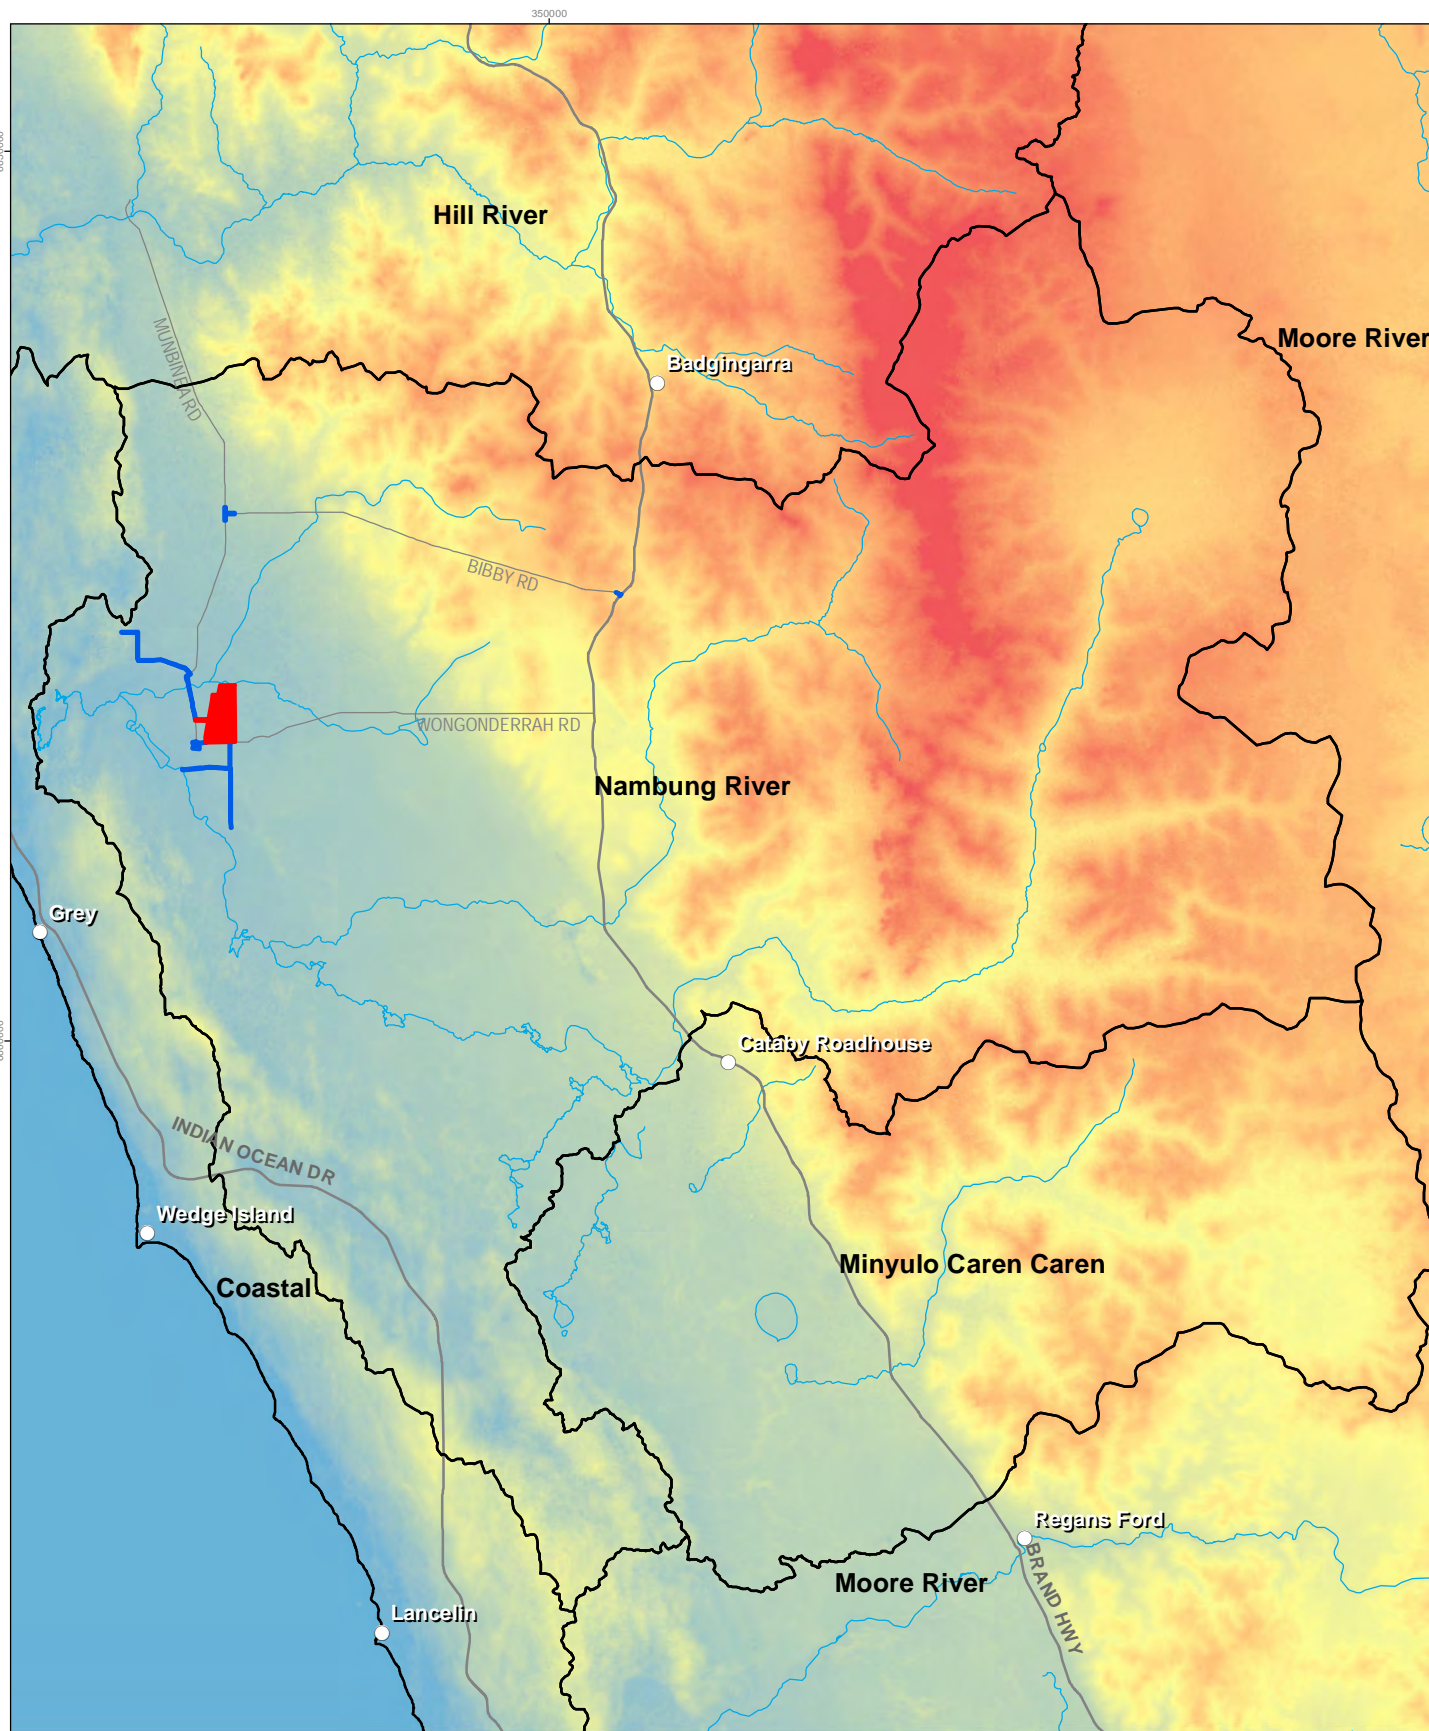 350000
Hill River
MUNBINEA RD
Moore River
Badgingarra
BIBBY RD
WONGONDERRAH RD
Nambung River
Grey
Cataby Roadhouse
INDIAN OCEAN DR
Wedge Island
Minyulo Caren Caren
Coastal
Regans Ford
BRAND HWY
Moore River
Lancelin